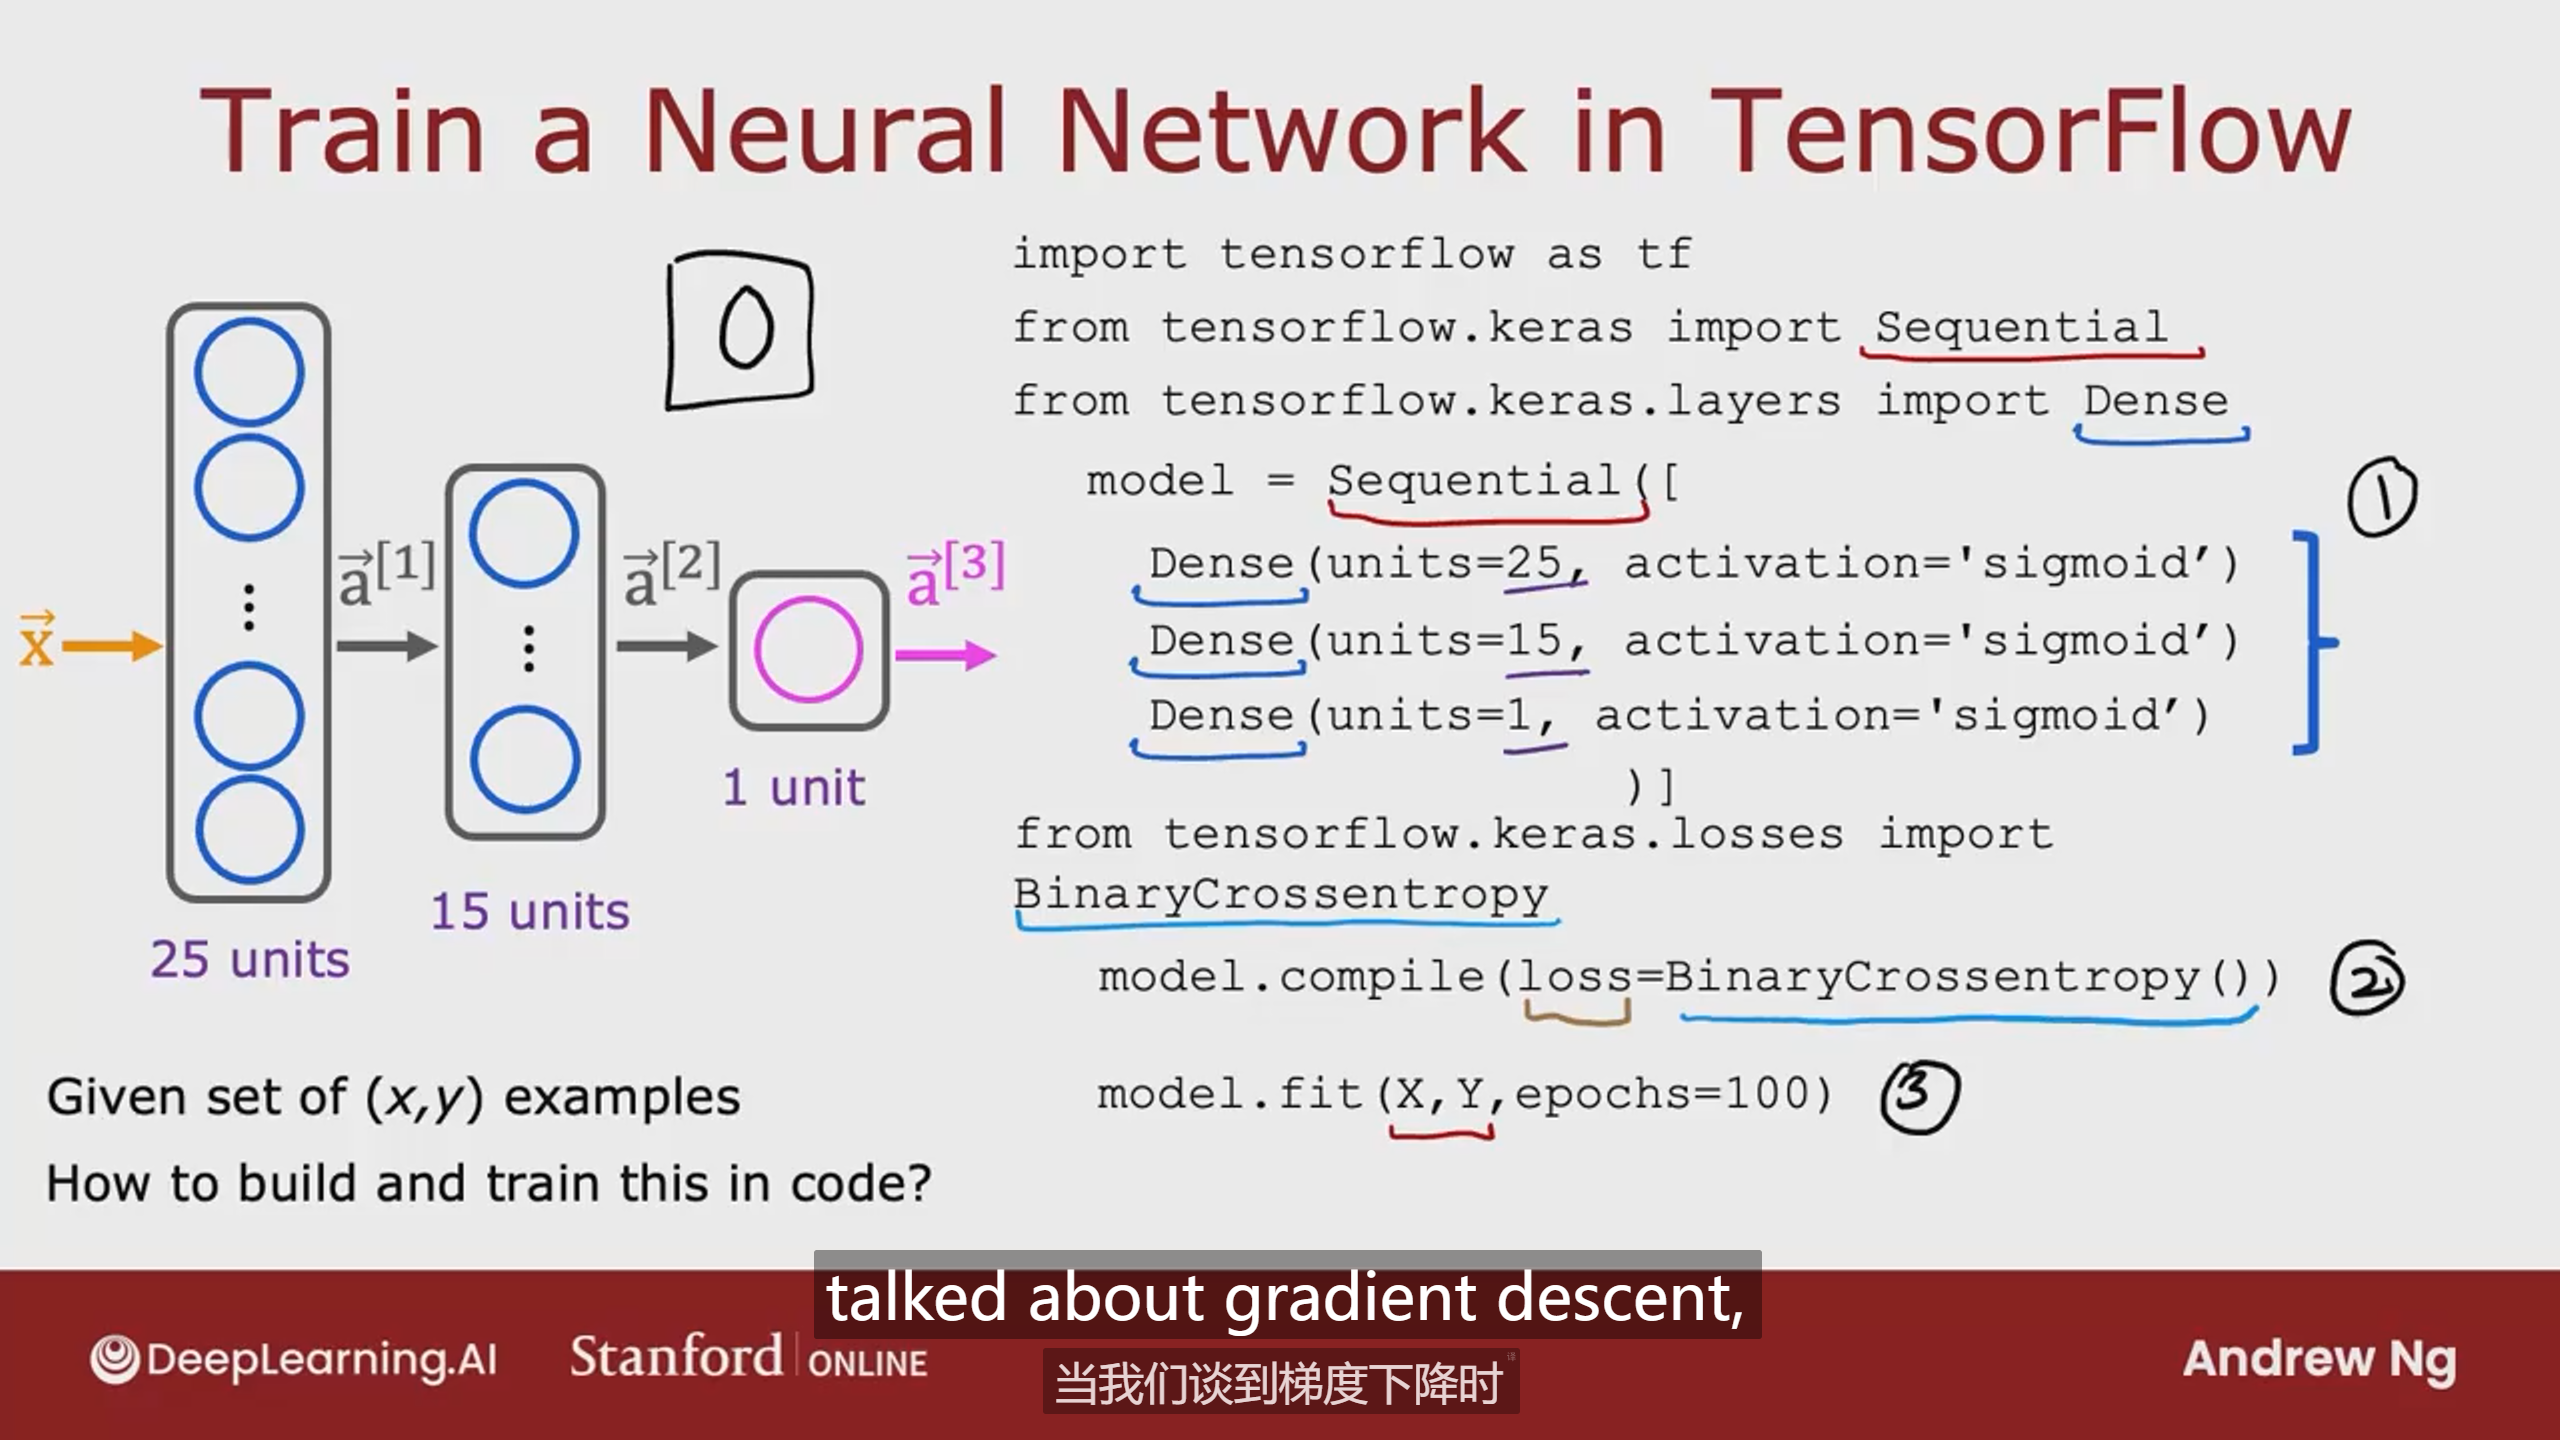 Train a Neural Network in TensorFlow
0
x⃗
a⃗[1]
a⃗[2]
a⃗[3]
25 units
15 units
1 unit
Given set of (x,y) examples
How to build and train this in code?
import tensorflow as tf
from tensorflow.keras import Sequential
from tensorflow.keras.layers import Dense
model = Sequential([
Dense(units=25, activation='sigmoid’)
Dense(units=15, activation='sigmoid’)
Dense(units=1, activation='sigmoid’)
)]
①
from tensorflow.keras.losses import
BinaryCrossentropy
model.compile(loss=BinaryCrossentropy()) ②
model.fit(X,Y,epochs=100) ③
talked about gradient descent,
当我们谈到梯度下降时
译
DeepLearning.AI
Stanford | ONLINE
Andrew Ng